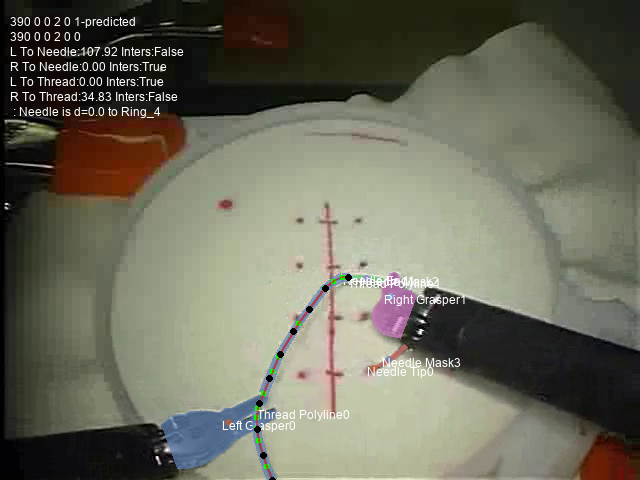 390 0 0 2 0 1-predicted
390 0 0 2 0 0
L To Needle:107.92 Inters:False
R To Needle:0.00 Inters:True
L To Thread:0.00 Inters:True
R To Thread:34.83 Inters:False
: Needle is d=0.0 to Ring_4
Right Grasper1
Needle Mask3
Needle Tip0
Thread Polyline0
Left Grasper0